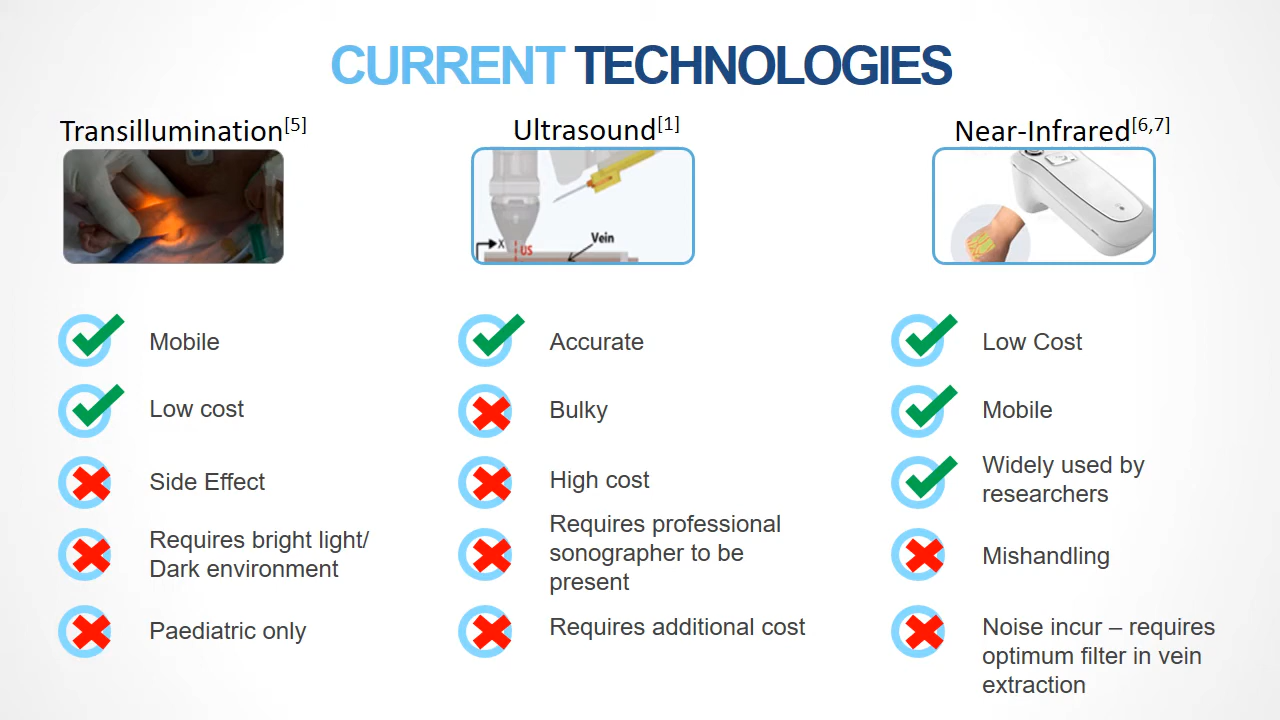 CURRENT TECHNOLOGIES
Transillumination[5]
Mobile
Low cost
Side Effect
Requires bright light/
Dark environment
Paediatric only
Ultrasound[1]
X
US
Vein
Accurate
Bulky
High cost
Requires professional
sonographer to be
present
Requires additional cost
Near-Infrared[6,7]
Low Cost
Mobile
Widely used by
researchers
Mishandling
Noise incur – requires
optimum filter in vein
extraction